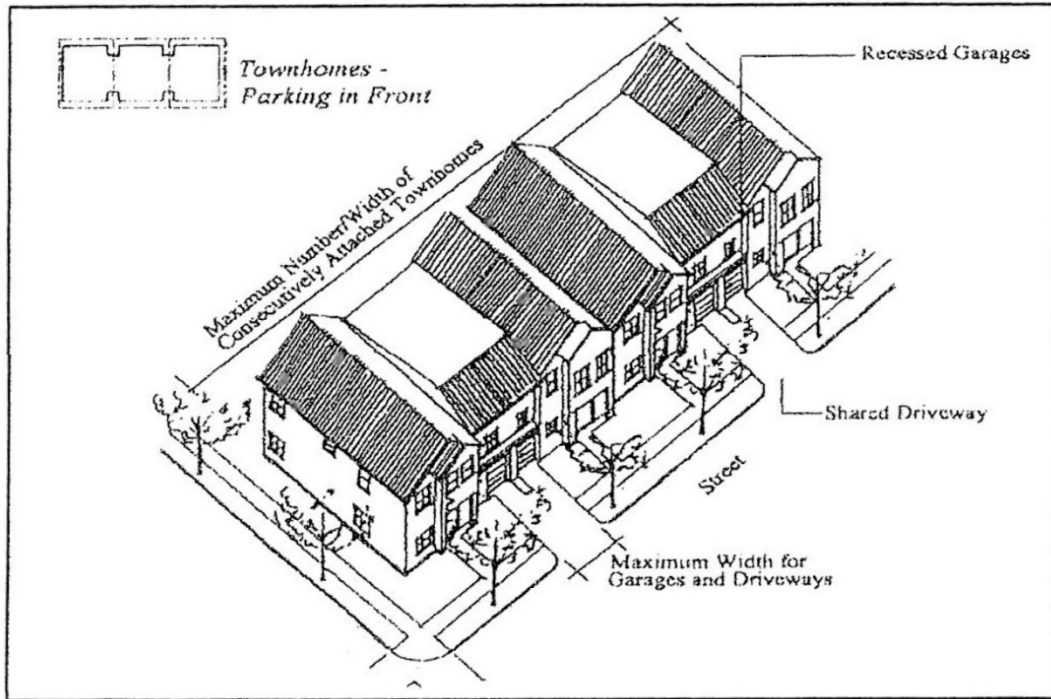 Townhomes -
Parking in Front
Recessed Garages
Maximum Number/Width of
Consecutively Attached Townhomes
Shared Driveway
Street
Maximum Width for
Garages and Driveways